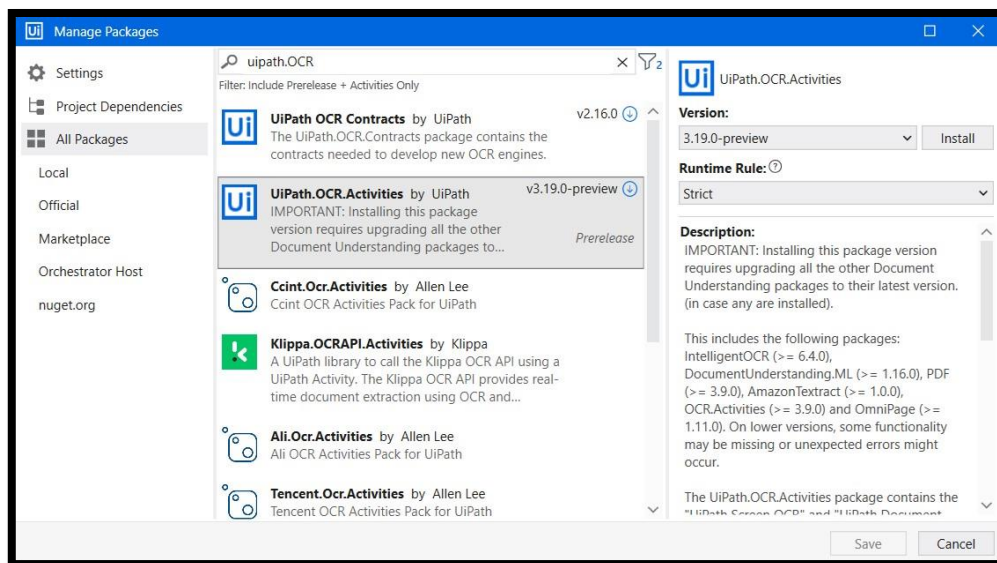 Ui Manage Packages
Settings
Project Dependencies
All Packages
Local
Official
Marketplace
Orchestrator Host
nuget.org
uipath.OCR
2
Filter: Include Prerelease + Activities Only
Ui
UiPath OCR Contracts by UiPath v2.16.0
The UiPath.OCR.Contracts package contains the
contracts needed to develop new OCR engines.
Ui
UiPath.OCR.Activities by UiPath v3.19.0-preview
IMPORTANT: Installing this package
version requires upgrading all the other
Document Understanding packages to... Prerelease
Ccint.Ocr.Activities by Allen Lee
Ccint OCR Activities Pack for UiPath
Klippa.OCRAPI.Activities by Klippa
A UiPath library to call the Klippa OCR API using a
UiPath Activity. The Klippa OCR API provides real-
time document extraction using OCR and...
Ali.Ocr.Activities by Allen Lee
Ali OCR Activities Pack for UiPath
Tencent.Ocr.Activities by Allen Lee
Tencent OCR Activities Pack for UiPath
Ui UiPath.OCR.Activities
Version:
3.19.0-preview Install
Runtime Rule: ?
Strict
Description:
IMPORTANT: Installing this package version
requires upgrading all the other Document
Understanding packages to their latest version.
(in case any are installed).
This includes the following packages:
IntelligentOCR (>= 6.4.0),
DocumentUnderstanding.ML (>= 1.16.0), PDF
(>= 3.9.0), AmazonTextract (>= 1.0.0),
OCR.Activities (>= 3.9.0) and OmniPage (>=
1.11.0). On lower versions, some functionality
may be missing or unexpected errors might
occur.
The UiPath.OCR.Activities package contains the
"UiPath Screen OCR" and "UiPath Document
Save Cancel